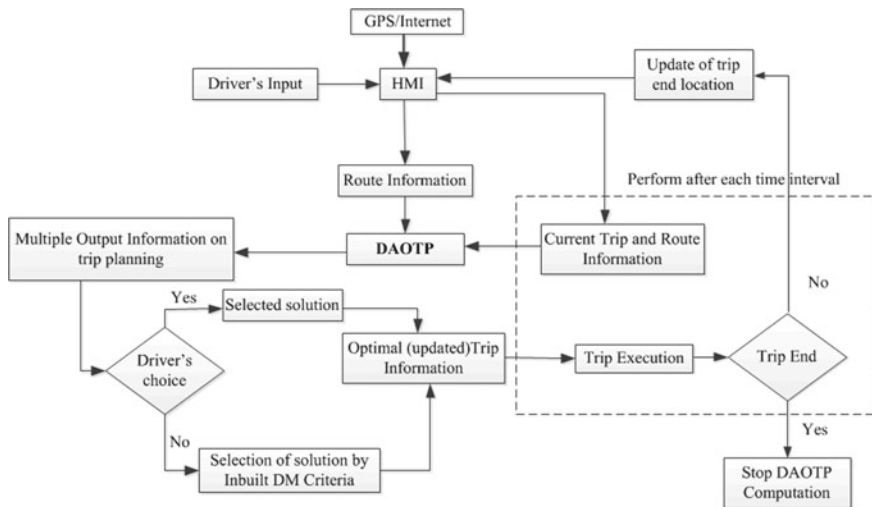 GPS/Internet
Driver's Input
HMI
Update of trip
end location
Route Information
Perform after each time interval
Multiple Output Information on
trip planning
DAOTP
Current Trip and Route
Information
No
Yes
Selected solution
Driver's
choice
Optimal (updated)Trip
Information
Trip Execution
Trip End
No
Selection of solution by
Inbuilt DM Criteria
Yes
Stop DAOTP
Computation